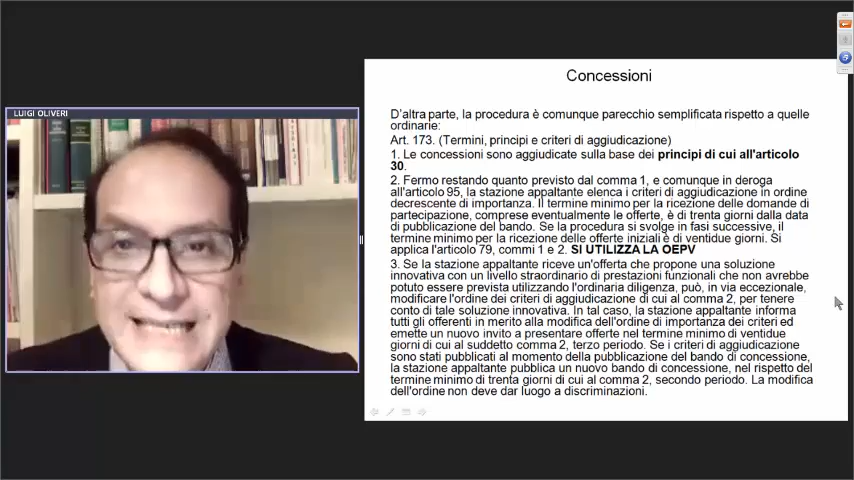 LUIGI OLIVERI
Concessioni
D'altra parte, la procedura è comunque parecchio semplificata rispetto a quelle
ordinarie:
Art. 173. (Termini, principi e criteri di aggiudicazione)
1. Le concessioni sono aggiudicate sulla base dei principi di cui all'articolo
30.
2. Fermo restando quanto previsto dal comma 1, e comunque in deroga
all'articolo 95, la stazione appaltante elenca i criteri di aggiudicazione in ordine
decrescente di importanza. Il termine minimo per la ricezione delle domande di
partecipazione, comprese eventualmente le offerte, è di trenta giorni dalla data
di pubblicazione del bando. Se la procedura si svolge in fasi successive, il
termine minimo per la ricezione delle offerte iniziali è di ventidue giorni. Si
applica l'articolo 79, commi 1 e 2. SI UTILIZZA LA OEPV
3. Se la stazione appaltante riceve un'offerta che propone una soluzione
innovativa con un livello straordinario di prestazioni funzionali che non avrebbe
potuto essere prevista utilizzando l'ordinaria diligenza, può, in via eccezionale,
modificare l'ordine dei criteri di aggiudicazione di cui al comma 2, per tenere
conto di tale soluzione innovativa. In tal caso, la stazione appaltante informa
tutti gli offerenti in merito alla modifica dell'ordine di importanza dei criteri ed
emette un nuovo invito a presentare offerte nel termine minimo di ventidue
giorni di cui al suddetto comma 2, terzo periodo. Se i criteri di aggiudicazione
sono stati pubblicati al momento della pubblicazione del bando di concessione,
la stazione appaltante pubblica un nuovo bando di concessione, nel rispetto del
termine minimo di trenta giorni di cui al comma 2, secondo periodo. La modifica
dell'ordine non deve dar luogo a discriminazioni.